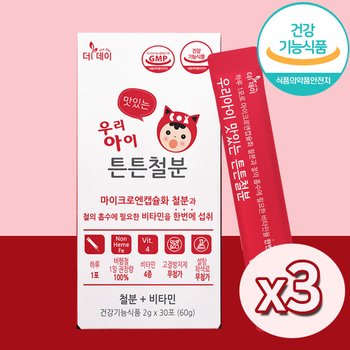 더 데이
GMP
건강
기능식품
식품의약품안전처
맛있는
우리
아이
튼튼철분
마이크로엔캡슐화 철분과
철의 흡수에 필요한 비타민을 한번에 섭취
하루
1포
Non
Heme
Fe
비헴철
1일 권장량
100%
Vit.
4
비타민
4종
고결방지제
무첨가
설탕
착색료
무첨가
철분 + 비타민
건강기능식품 2g x 30포 (60g)
더 데이
우리아이 맛있는 튼튼철분
x3